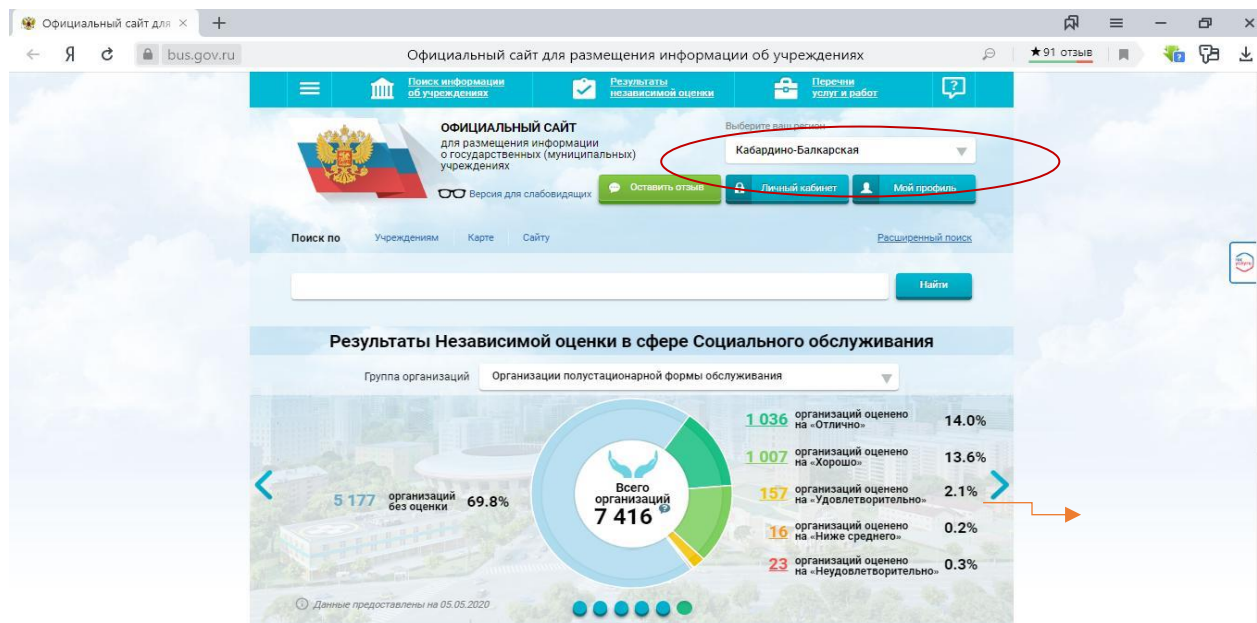 Официальный сайт для
bus.gov.ru
Официальный сайт для размещения информации об учреждениях
★91 отзыв
Поиск информации
об учреждениях
Результаты
независимой оценки
Перечни
услуг и работ
ОФИЦИАЛЬНЫЙ САЙТ
для размещения информации
о государственных (муниципальных)
учреждениях
Версия для слабовидящих
Оставить отзыв
Выберите ваш регион
Кабардино-Балкарская
Личный кабинет
Мой профиль
Поиск по Учреждениям Карте Сайту
Расширенный поиск
Найти
Результаты Независимой оценки в сфере Социального обслуживания
Группа организаций Организации полустационарной формы обслуживания
5 177 организаций
без оценки 69.8%
Всего
организаций
7 416
1 036 организаций оценено
на «Отлично» 14.0%
1 007 организаций оценено
на «Хорошо» 13.6%
157 организаций оценено
на «Удовлетворительно» 2.1%
16 организаций оценено
на «Ниже среднего» 0.2%
23 организаций оценено
на «Неудовлетворительно» 0.3%
Данные предоставлены на 05.05.2020